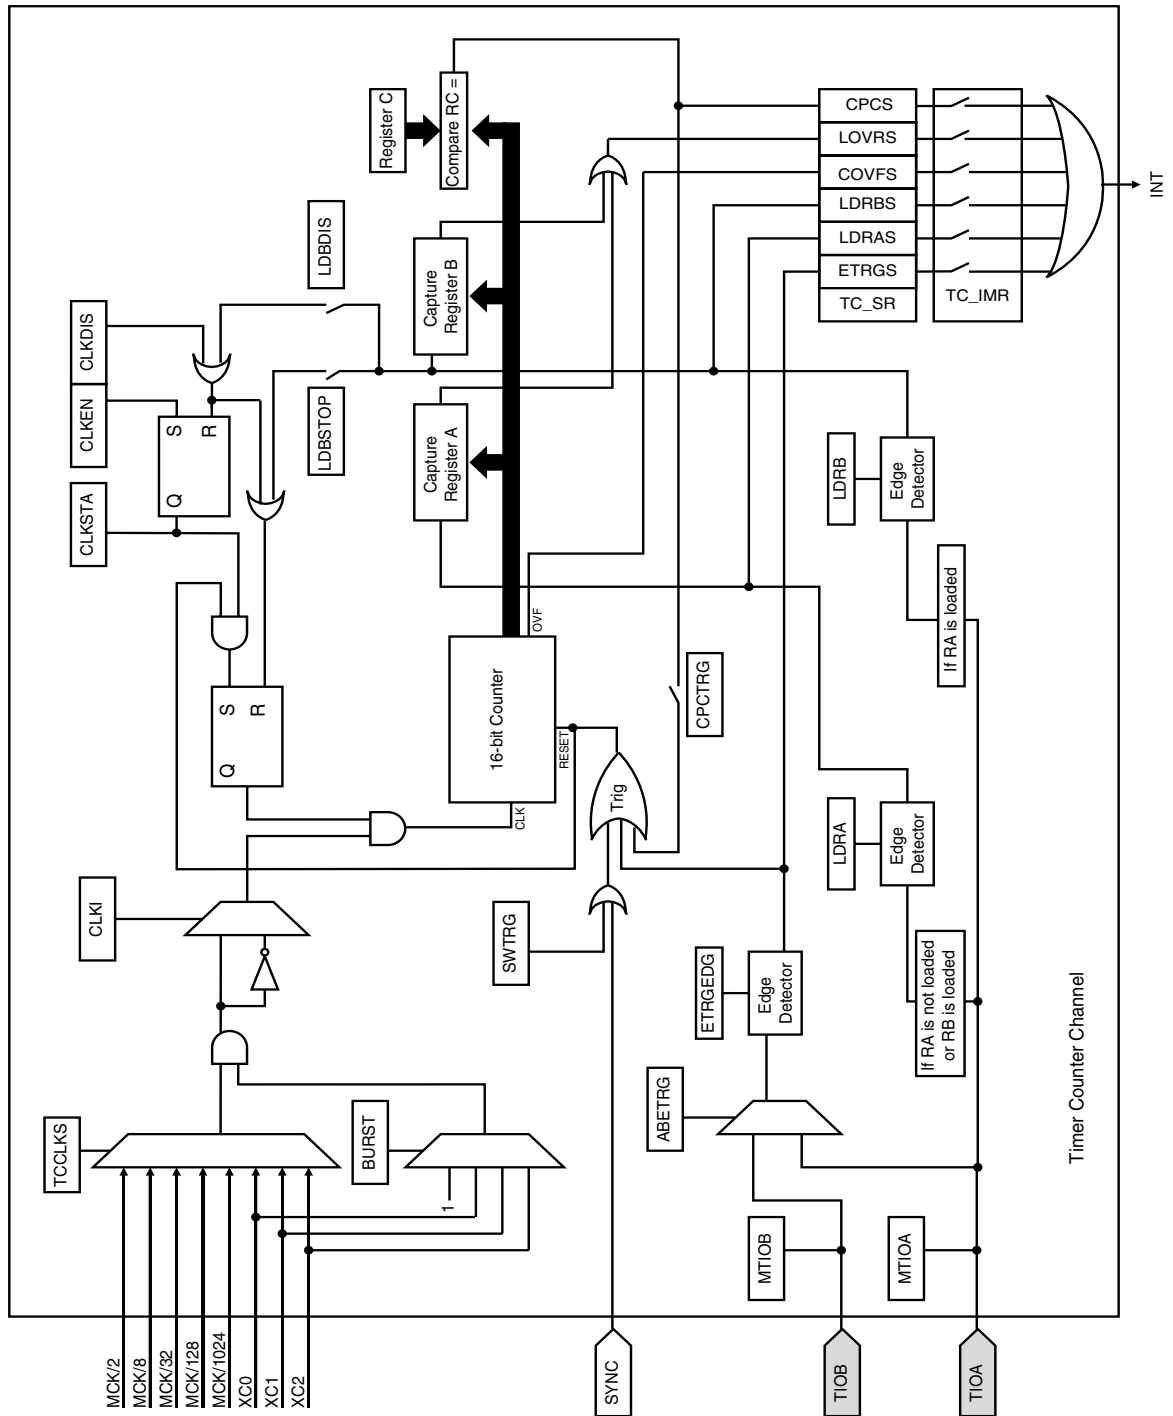 TCCLKS
MCK/2
MCK/8
MCK/32
MCK/128
MCK/1024
XC0
XC1
XC2
CLKI
CLKSTA
CLKEN
CLKDIS
Q
S
R
Q
S
R
BURST
1
LDBSTOP
LDBDIS
Register C
Capture
Register A
Capture
Register B
Compare RC =
16-bit Counter
CLK
OVF
RESET
SWTRG
SYNC
Trig
CPCTRG
ABETRG
ETRGEDG
Edge
Detector
MTIOB
TIOB
MTIOA
TIOA
LDRA
Edge
Detector
If RA is not loaded
or RB is loaded
LDRB
Edge
Detector
If RA is loaded
CPCS
LOVRS
COVFS
LDRBS
LDRAS
ETRGS
TC_SR
TC_IMR
Timer Counter Channel
INT